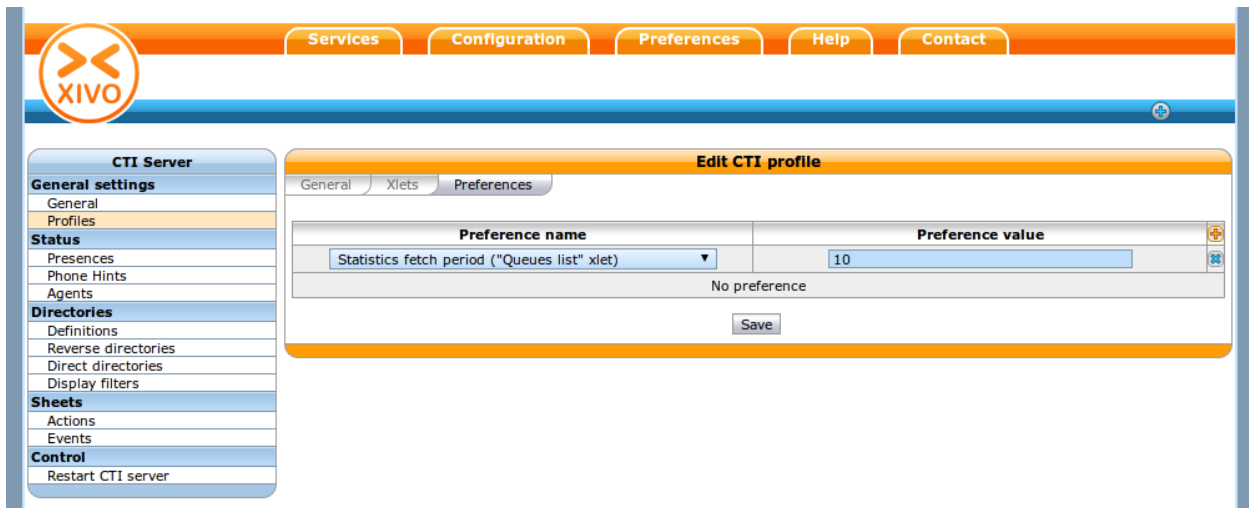 Services Configuration Preferences Help Contact
XIVO
CTI Server
General settings
General
Profiles
Status
Presences
Phone Hints
Agents
Directories
Definitions
Reverse directories
Direct directories
Display filters
Sheets
Actions
Events
Control
Restart CTI server
Edit CTI profile
General Xlets Preferences
Preference name Preference value
Statistics fetch period ("Queues list" xlet) 10
No preference
Save